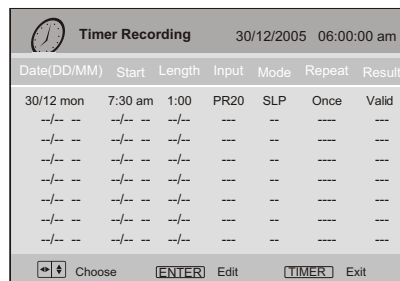 Timer Recording 30/12/2005 06:00:00 am
Date(DD/MM) Start Length Input Mode Repeat Result
30/12 mon 7:30 am 1:00 PR20 SLP Once Valid
--/-- -- --/-- -- --/-- --- -- ---- ---
--/-- -- --/-- -- --/-- --- -- ---- ---
--/-- -- --/-- -- --/-- --- -- ---- ---
--/-- -- --/-- -- --/-- --- -- ---- ---
--/-- -- --/-- -- --/-- --- -- ---- ---
--/-- -- --/-- -- --/-- --- -- ---- ---
--/-- -- --/-- -- --/-- --- -- ---- ---
Choose ENTER Edit TIMER Exit